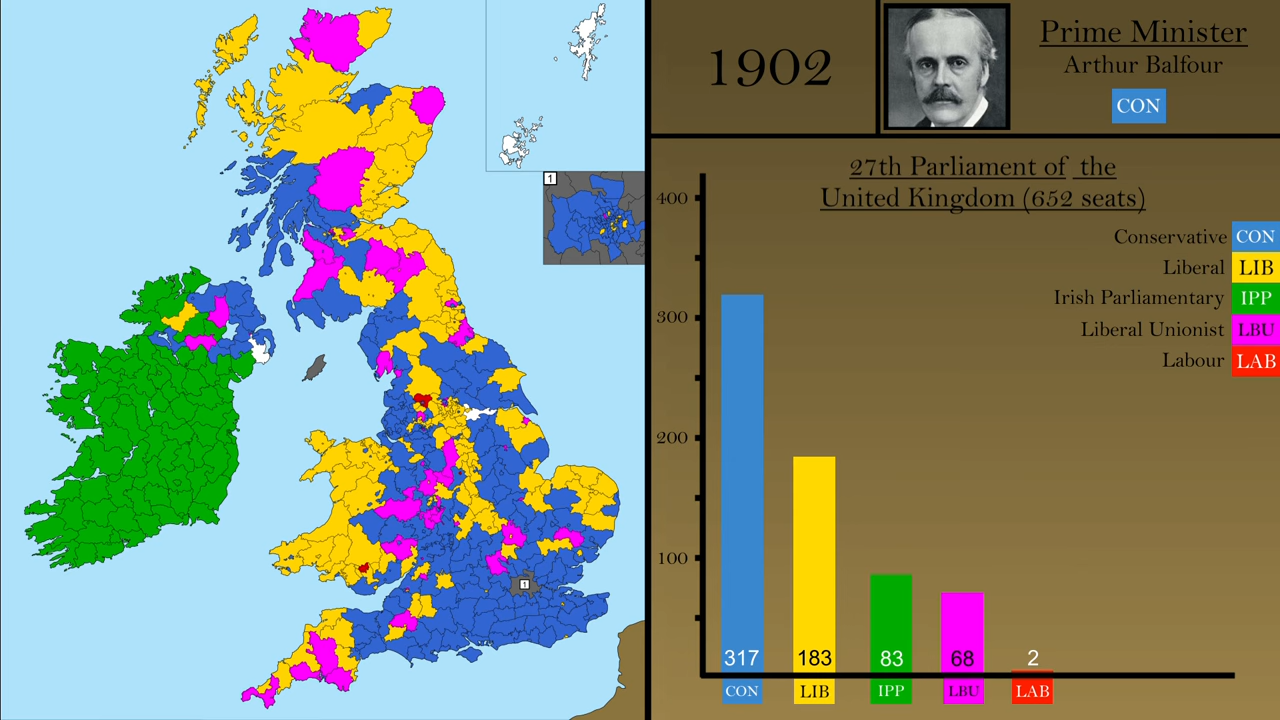 1
1
1902
Prime Minister
Arthur Balfour
CON
27th Parliament of the
United Kingdom (652 seats)
Conservative CON
Liberal LIB
Irish Parliamentary IPP
Liberal Unionist LBU
Labour LAB
400
300
200
100
317 183 83 68 2
CON LIB IPP LBU LAB